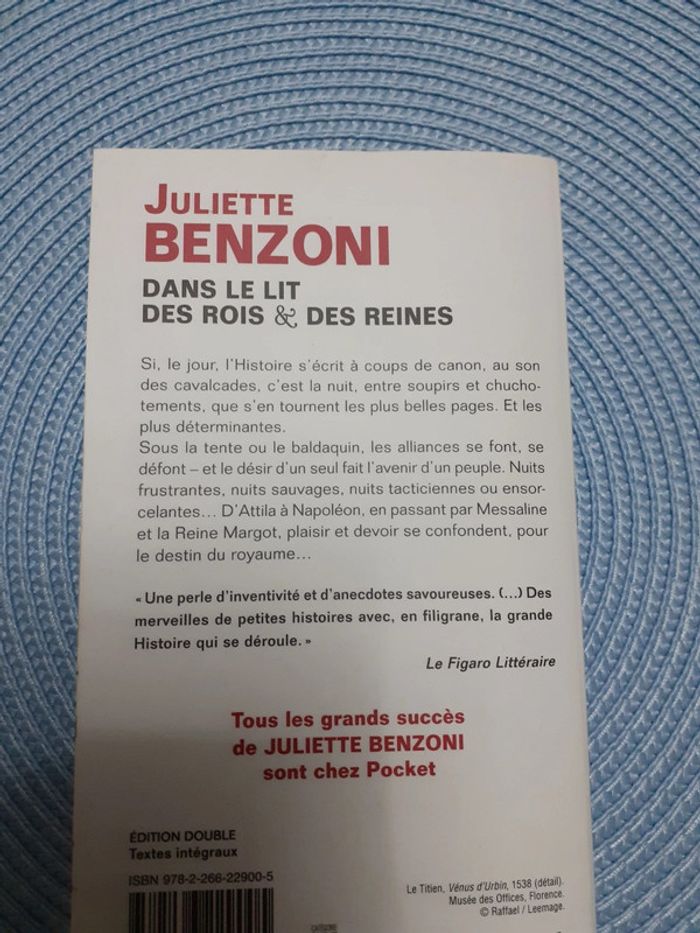 JULIETTE
BENZONI
DANS LE LIT
DES ROIS & DES REINES
Si, le jour, l'Histoire s'écrit à coups de canon, au son
des cavalcades, c'est la nuit, entre soupirs et chucho-
tements, que s'en tournent les plus belles pages. Et les
plus déterminantes.
Sous la tente ou le baldaquin, les alliances se font, se
défont – et le désir d'un seul fait l'avenir d'un peuple. Nuits
frustrantes, nuits sauvages, nuits tacticiennes ou ensor-
celantes... D'Attila à Napoléon, en passant par Messaline
et la Reine Margot, plaisir et devoir se confondent, pour
le destin du royaume...
« Une perle d'inventivité et d'anecdotes savoureuses. (...) Des
merveilles de petites histoires avec, en filigrane, la grande
Histoire qui se déroule. »
Le Figaro Littéraire
Tous les grands succès
de JULIETTE BENZONI
sont chez Pocket
ÉDITION DOUBLE
Textes intégraux
ISBN 978-2-266-22900-5
Le Titien, Vénus d'Urbin, 1538 (détail).
Musée des Offices, Florence.
© Raffael / Leemage.
CATÉGORIE